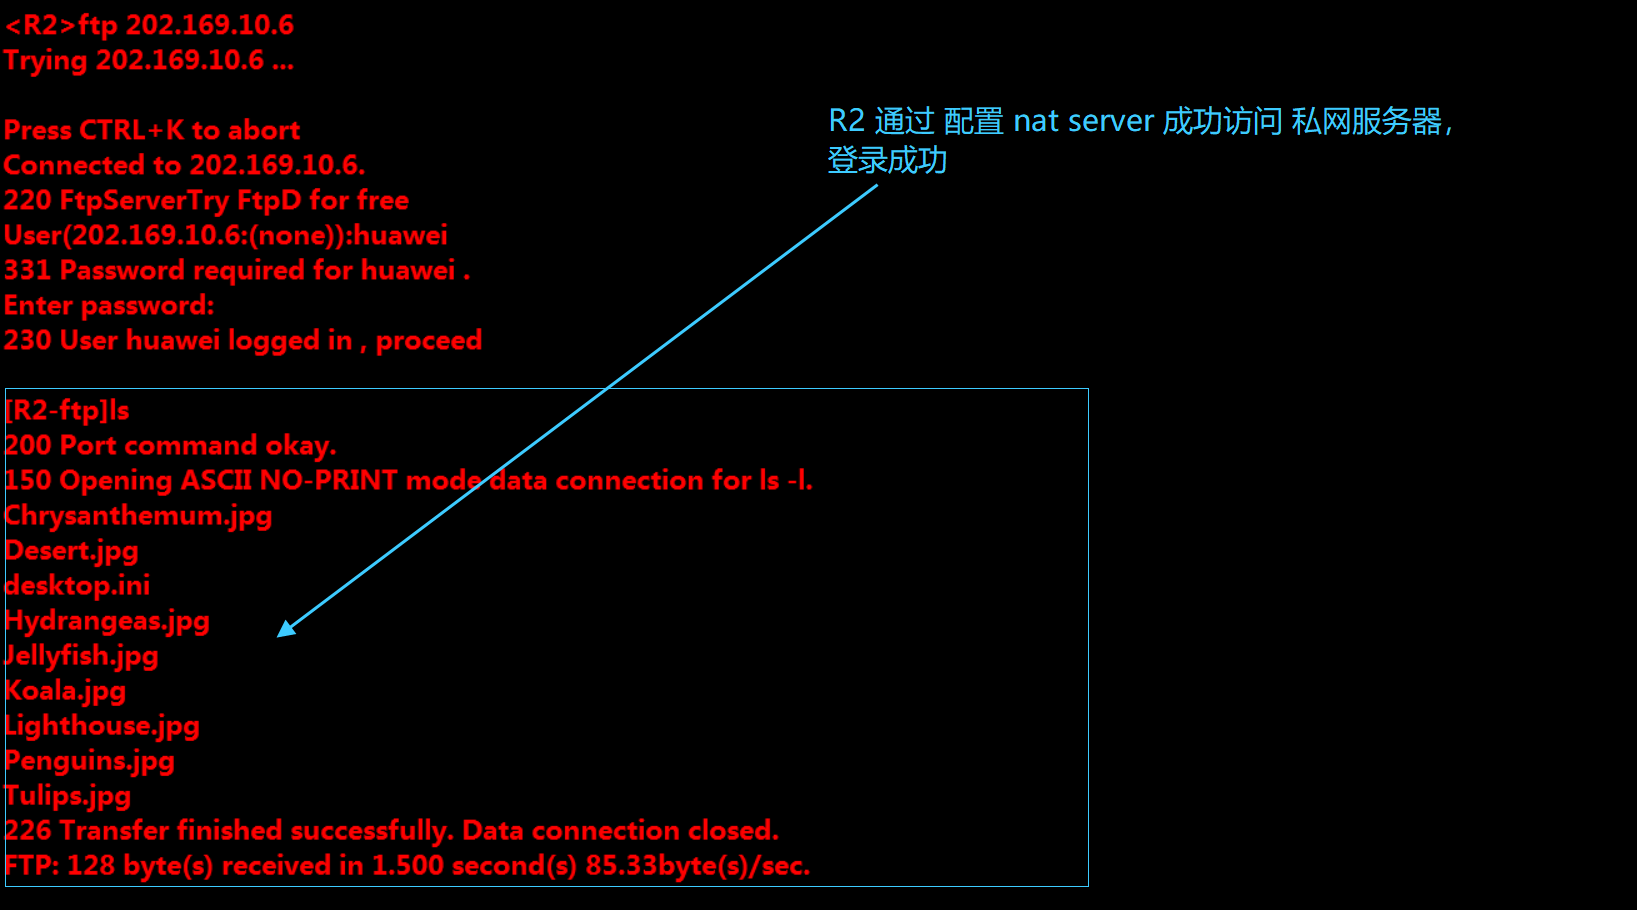 <R2>ftp 202.169.10.6
Trying 202.169.10.6 ...
Press CTRL+K to abort
Connected to 202.169.10.6.
220 FtpServerTry FtpD for free
User(202.169.10.6:(none)):huawei
331 Password required for huawei .
Enter password:
230 User huawei logged in , proceed
R2 通过 配置 nat server 成功访问 私网服务器，
登录成功
[R2-ftp]ls
200 Port command okay.
150 Opening ASCII NO-PRINT mode data connection for ls -l.
Chrysanthemum.jpg
Desert.jpg
desktop.ini
Hydrangeas.jpg
Jellyfish.jpg
Koala.jpg
Lighthouse.jpg
Penguins.jpg
Tulips.jpg
226 Transfer finished successfully. Data connection closed.
FTP: 128 byte(s) received in 1.500 second(s) 85.33byte(s)/sec.